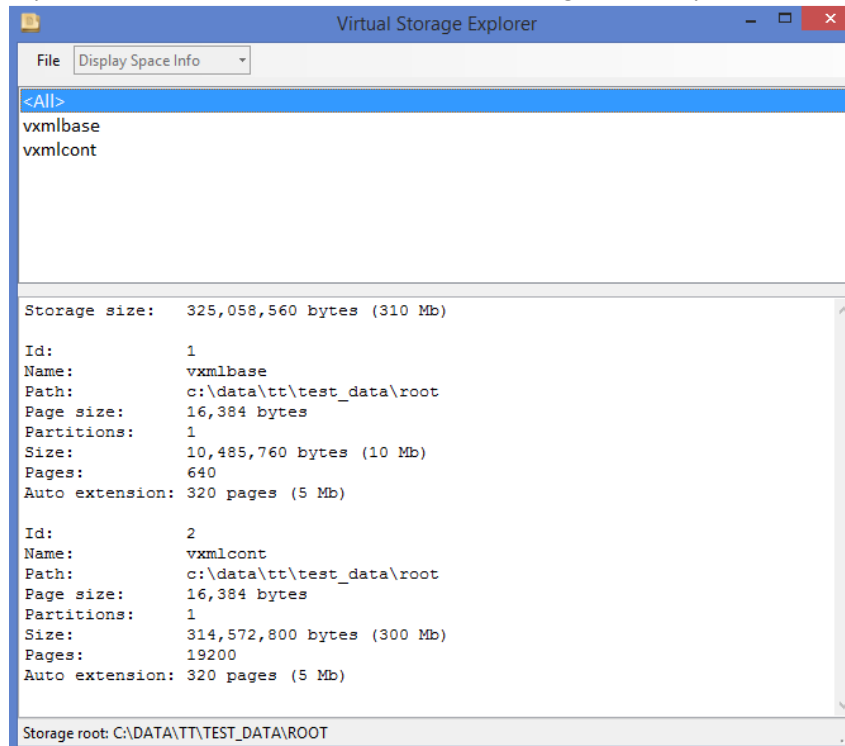 Virtual Storage Explorer
File Display Space Info
<All>
vxmlbase
vxmlcont
Storage size: 325,058,560 bytes (310 Mb)
Id: 1
Name: vxmlbase
Path: c:\data\tt\test_data\root
Page size: 16,384 bytes
Partitions: 1
Size: 10,485,760 bytes (10 Mb)
Pages: 640
Auto extension: 320 pages (5 Mb)
Id: 2
Name: vxmlcont
Path: c:\data\tt\test_data\root
Page size: 16,384 bytes
Partitions: 1
Size: 314,572,800 bytes (300 Mb)
Pages: 19200
Auto extension: 320 pages (5 Mb)
Storage root: C:\DATA\TT\TEST_DATA\ROOT